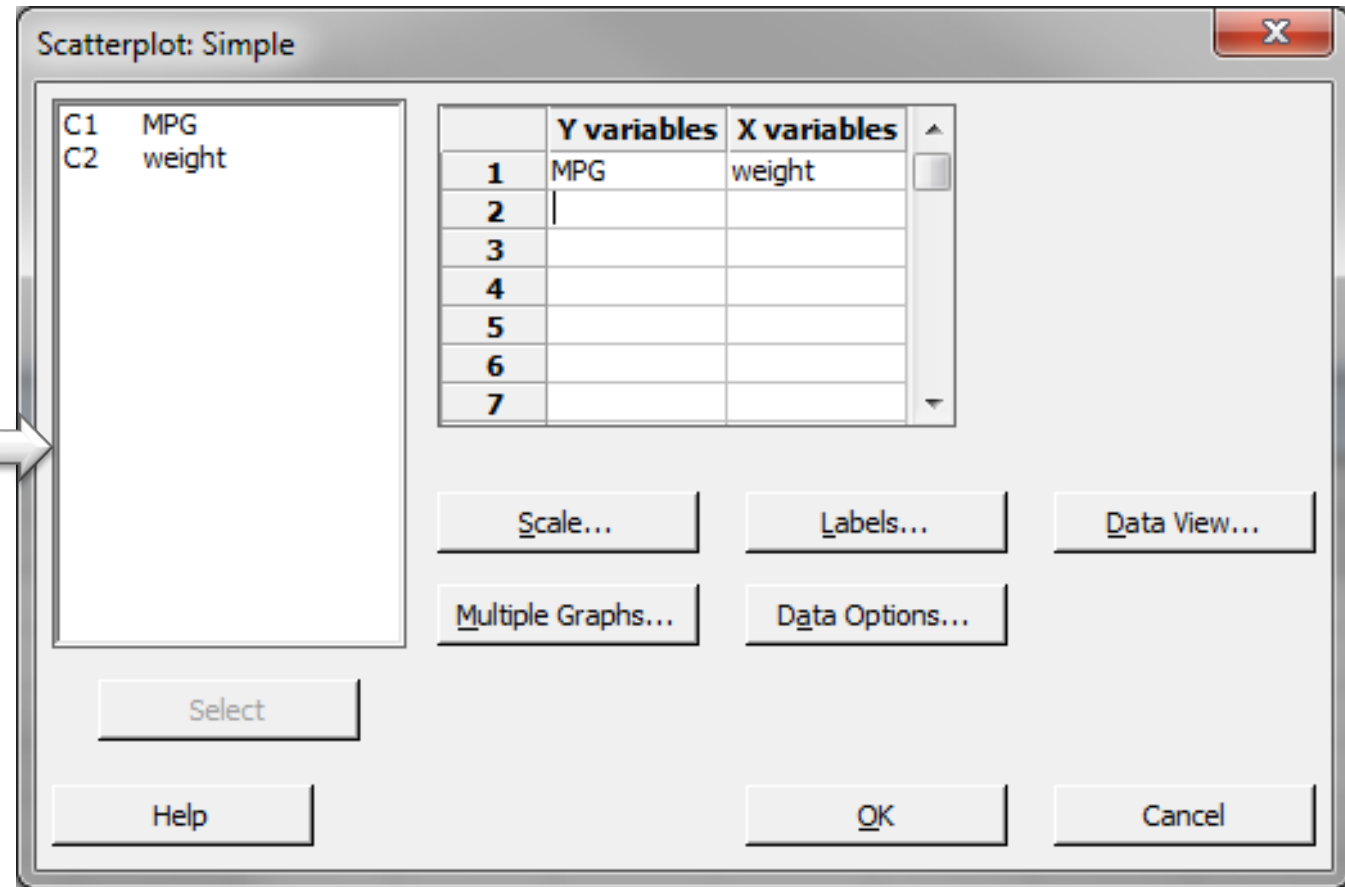 Scatterplot: Simple
X
C1 MPG
C2 weight
Y variables X variables
1 MPG weight
2
3
4
5
6
7
Scale...
Labels...
Data View...
Multiple Graphs...
Data Options...
Select
Help
OK
Cancel